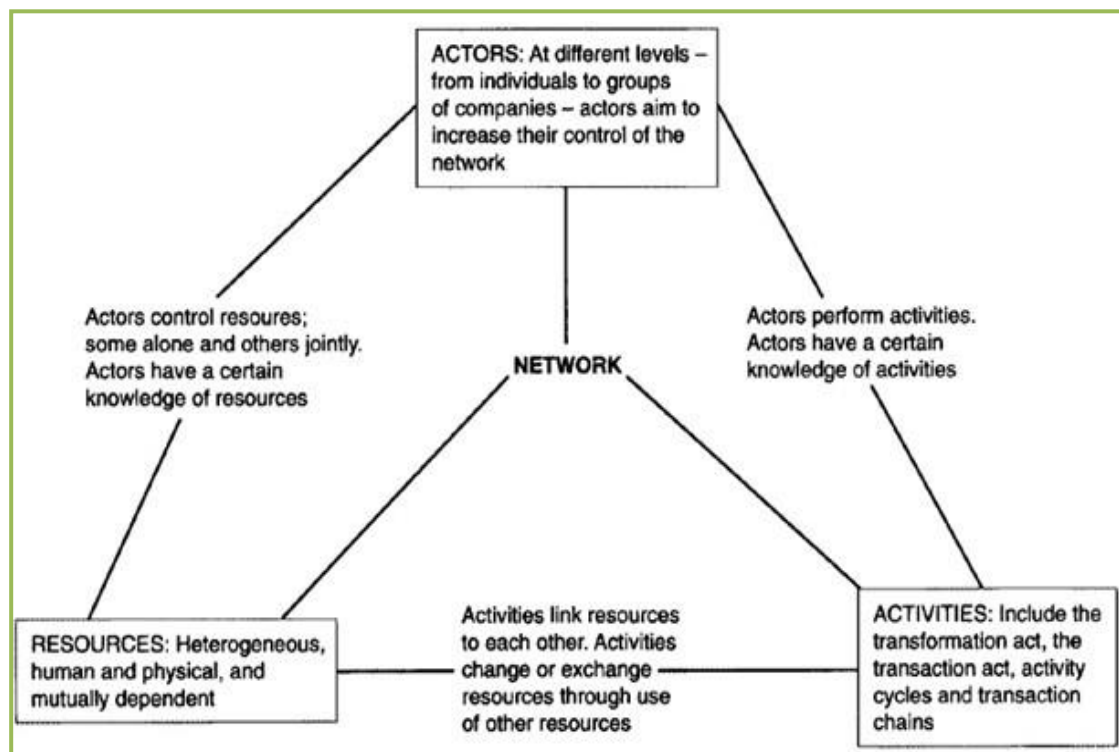 ACTORS: At different levels –
from individuals to groups
of companies – actors aim to
increase their control of the
network
Actors control resoures;
some alone and others jointly.
Actors have a certain
knowledge of resources
NETWORK
Actors perform activities.
Actors have a certain
knowledge of activities
RESOURCES: Heterogeneous,
human and physical, and
mutually dependent
Activities link resources
to each other. Activities
change or exchange
resources through use
of other resources
ACTIVITIES: Include the
transformation act, the
transaction act, activity
cycles and transaction
chains